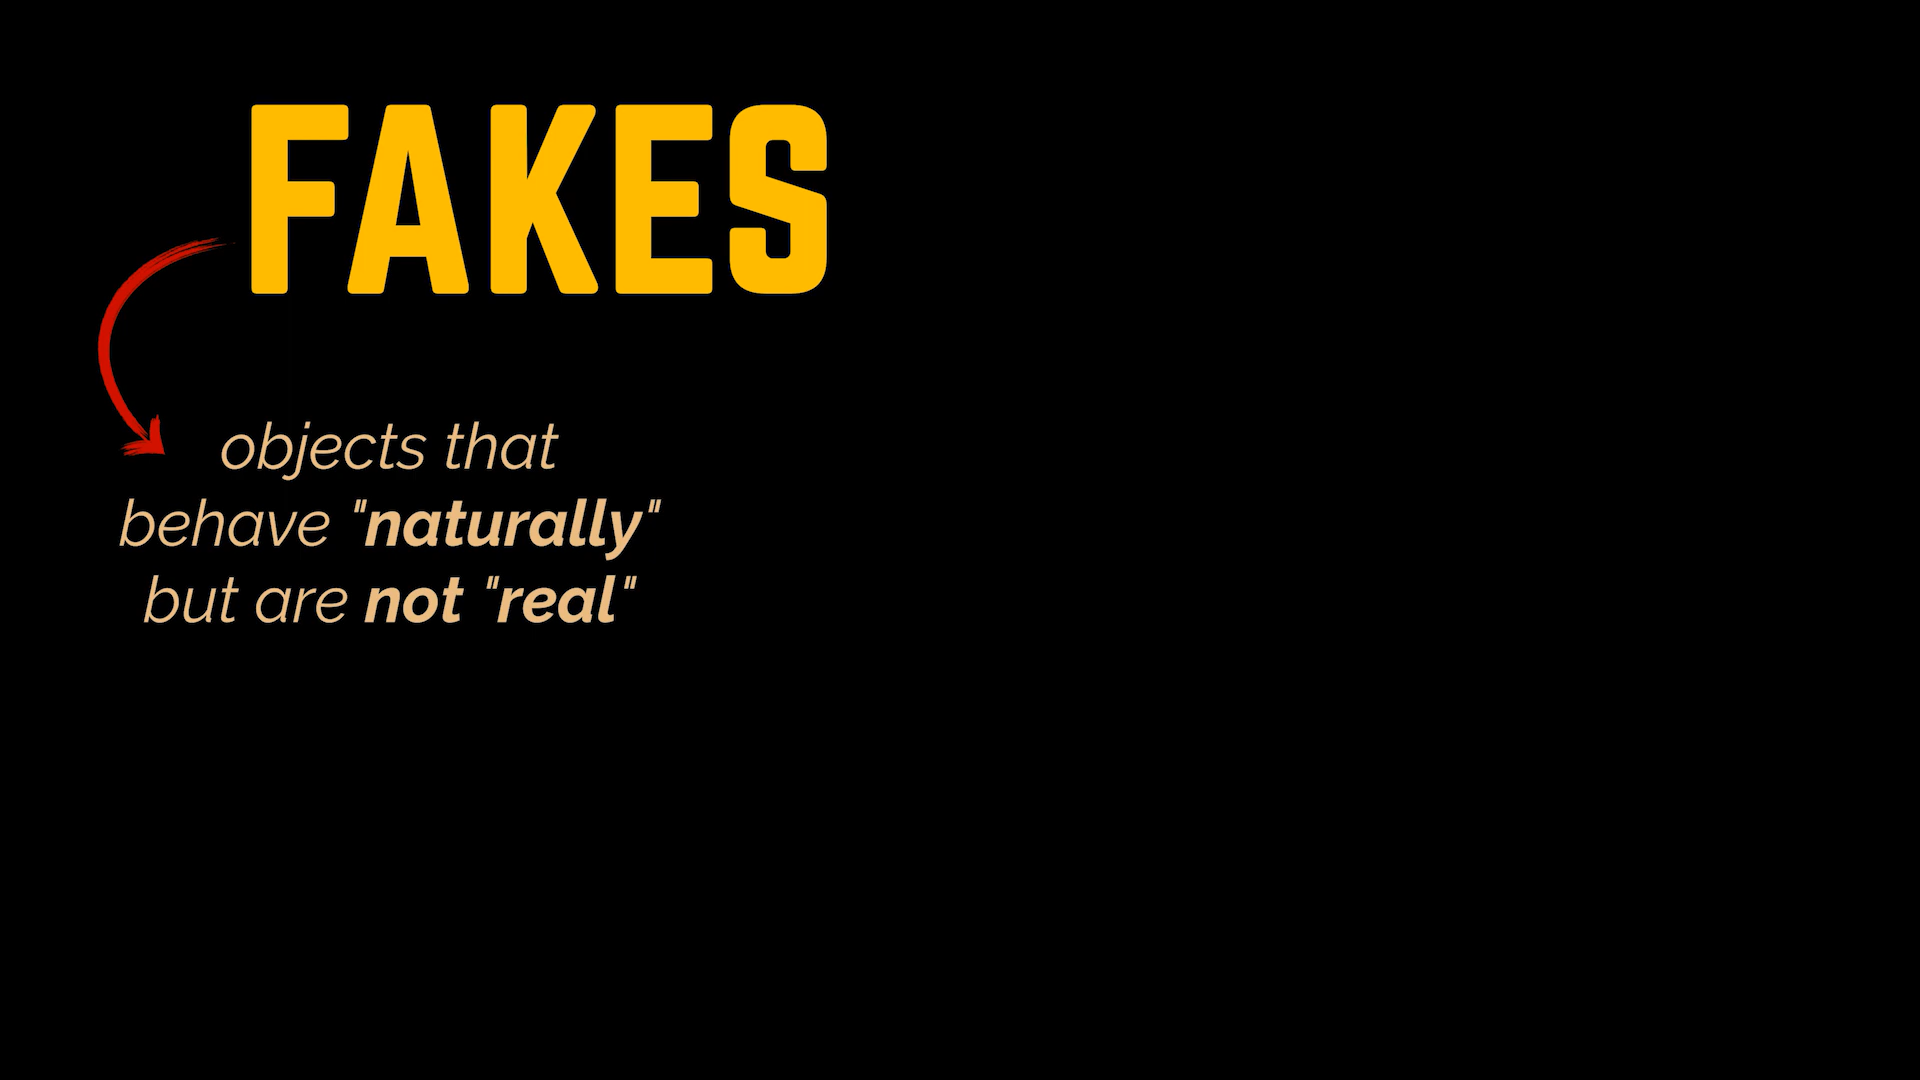 FAKES
objects that
behave "naturally"
but are not "real"